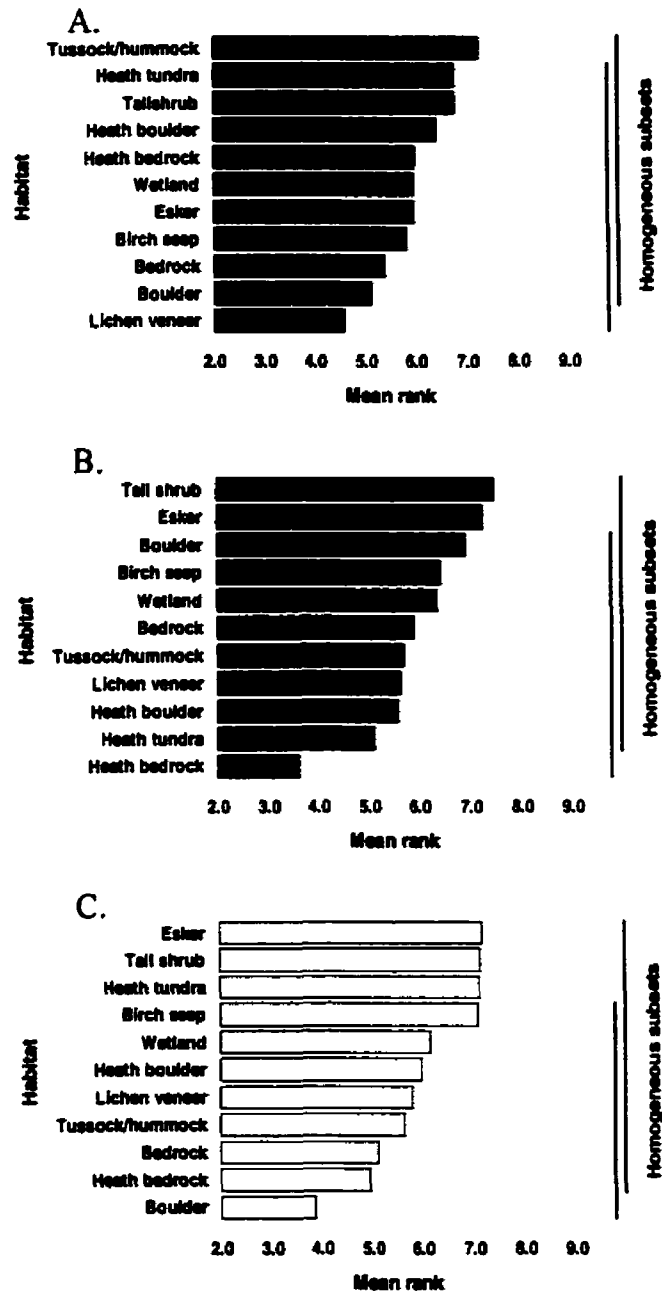 A.
Tussock/hummock
Heath tundra
Tallshrub
Heath boulder
Heath bedrock
Wetland
Esker
Birch seep
Bedrock
Boulder
Lichen veneer
Habitat
2.0 3.0 4.0 5.0 6.0 7.0 8.0 9.0
Mean rank
Homogeneous subsets
B.
Tall shrub
Esker
Boulder
Birch seep
Wetland
Bedrock
Tussock/hummock
Lichen veneer
Heath boulder
Heath tundra
Heath bedrock
Habitat
2.0 3.0 4.0 5.0 6.0 7.0 8.0 9.0
Mean rank
Homogeneous subsets
C.
Esker
Tall shrub
Heath tundra
Birch seep
Wetland
Heath boulder
Lichen veneer
Tussock/hummock
Bedrock
Heath bedrock
Boulder
Habitat
2.0 3.0 4.0 5.0 6.0 7.0 8.0 9.0
Mean rank
Homogeneous subsets